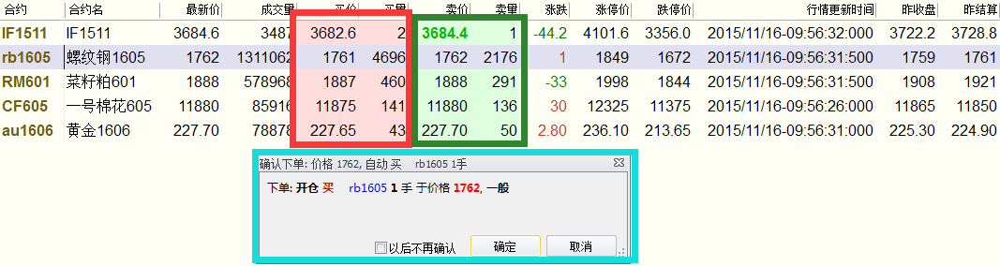 合约 合约名 最新价 成交量 买价 买量 卖价 卖量 涨跌 涨停价 跌停价 行情更新时间 昨收盘 昨结算
IF1511 IF1511 3684.6 3487 3682.6 2 3684.4 1 -44.2 4101.6 3356.0 2015/11/16-09:56:32:000 3722.2 3728.8
rb1605 螺纹钢1605 1762 1311062 1761 4696 1762 2176 1 1849 1672 2015/11/16-09:56:31:500 1759 1761
RM601 菜籽粕601 1888 578968 1887 460 1888 291 -33 1998 1844 2015/11/16-09:56:31:500 1908 1921
CF605 一号棉花605 11880 85916 11875 141 11880 136 30 12325 11375 2015/11/16-09:56:26:000 11865 11850
au1606 黄金1606 227.70 78878 227.65 43 227.70 50 2.80 236.10 213.65 2015/11/16-09:56:31:000 225.30 224.90
确认下单: 价格 1762, 自动 买 rb1605 1手
下单: 开仓 买 rb1605 1 手 于价格 1762, 一般
以后不再确认 确定 取消